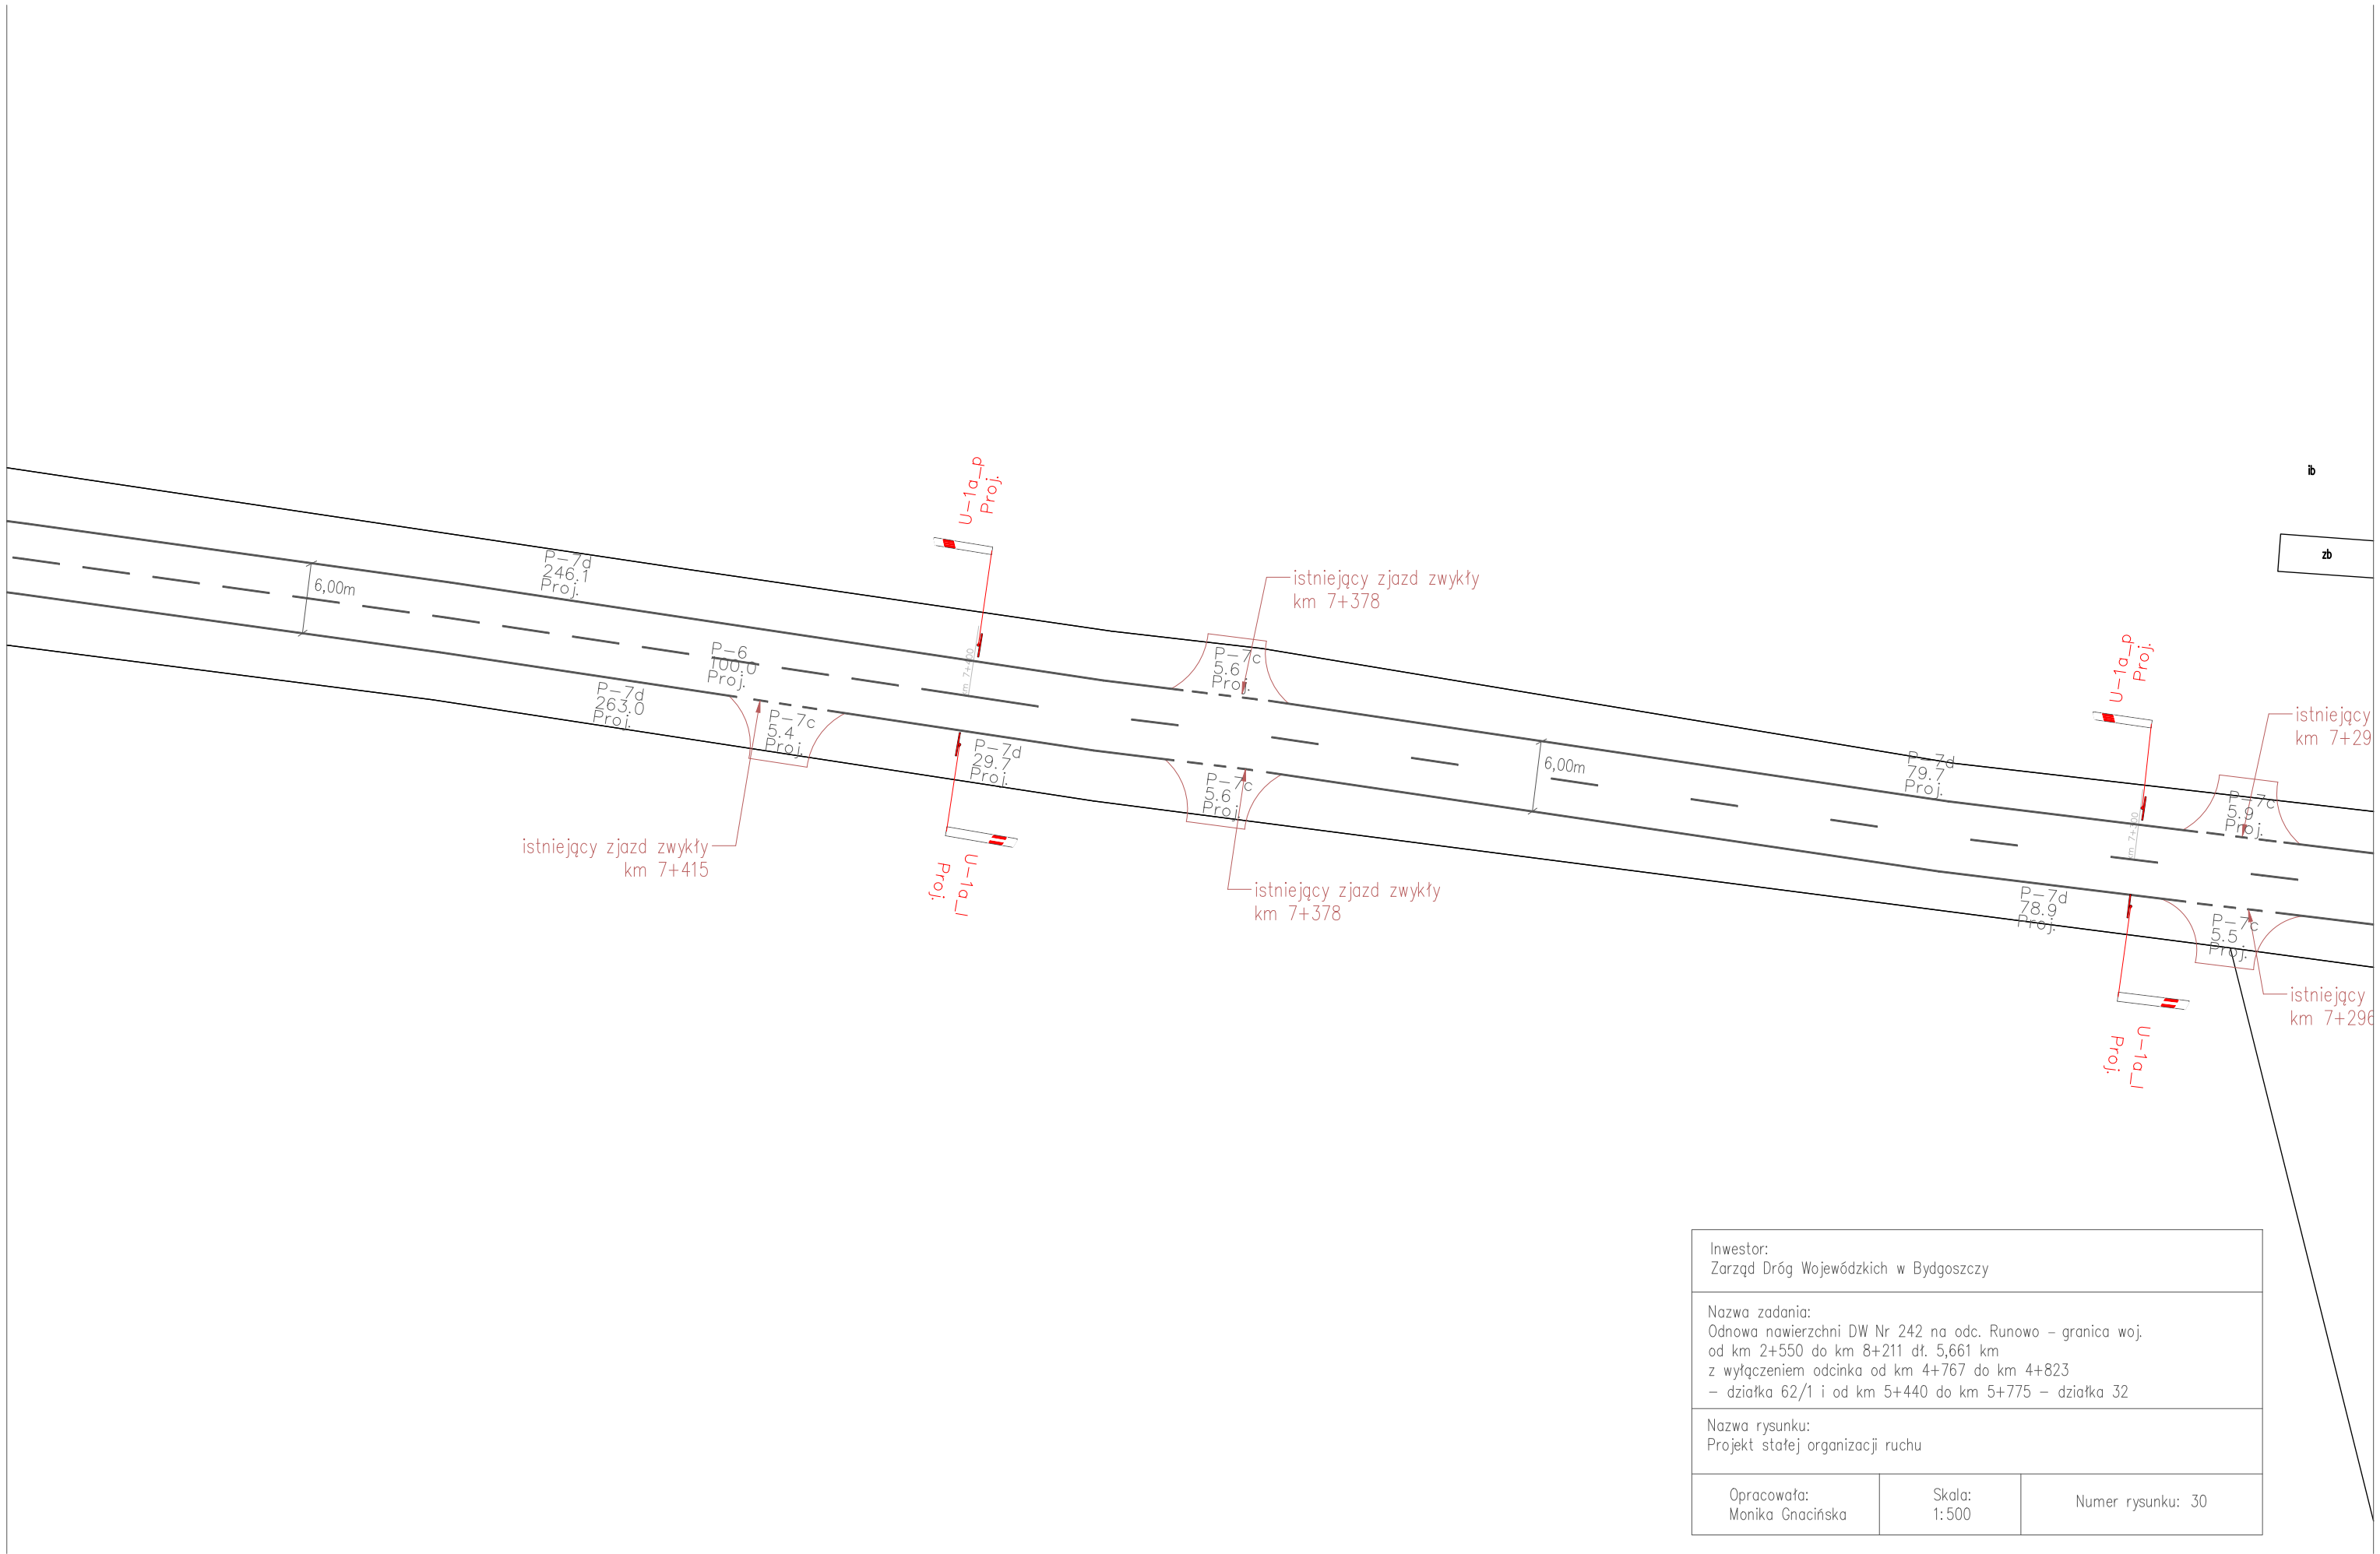 U-1a_p
Proj.
ib
zb
P-7d
246.1
Proj.
6,00m
istniejący zjazd zwykły
km 7+378
P-6
100.0
Proj.
P-7c
5.6
Proj.
P-7d
263.0
Proj.
km 7+400
P-7c
5.4
Proj.
P-7d
29.7
Proj.
U-1a_p
Proj.
istniejący
km 7+29
6,00m
P-7d
79.7
Proj.
P-7c
5.6
Proj.
P-7c
5.9
Proj.
km 7+300
istniejący zjazd zwykły
km 7+415
U-1a_l
Proj.
istniejący zjazd zwykły
km 7+378
P-7d
78.9
Proj.
P-7c
5.5
Proj.
istniejący
km 7+296
U-1a_l
Proj.
Inwestor:
Zarząd Dróg Wojewódzkich w Bydgoszczy
Nazwa zadania:
Odnowa nawierzchni DW Nr 242 na odc. Runowo – granica woj.
od km 2+550 do km 8+211 dł. 5,661 km
z wyłączeniem odcinka od km 4+767 do km 4+823
– działka 62/1 i od km 5+440 do km 5+775 – działka 32
Nazwa rysunku:
Projekt stałej organizacji ruchu
Opracowała:
Monika Gnacińska
Skala:
1:500
Numer rysunku: 30